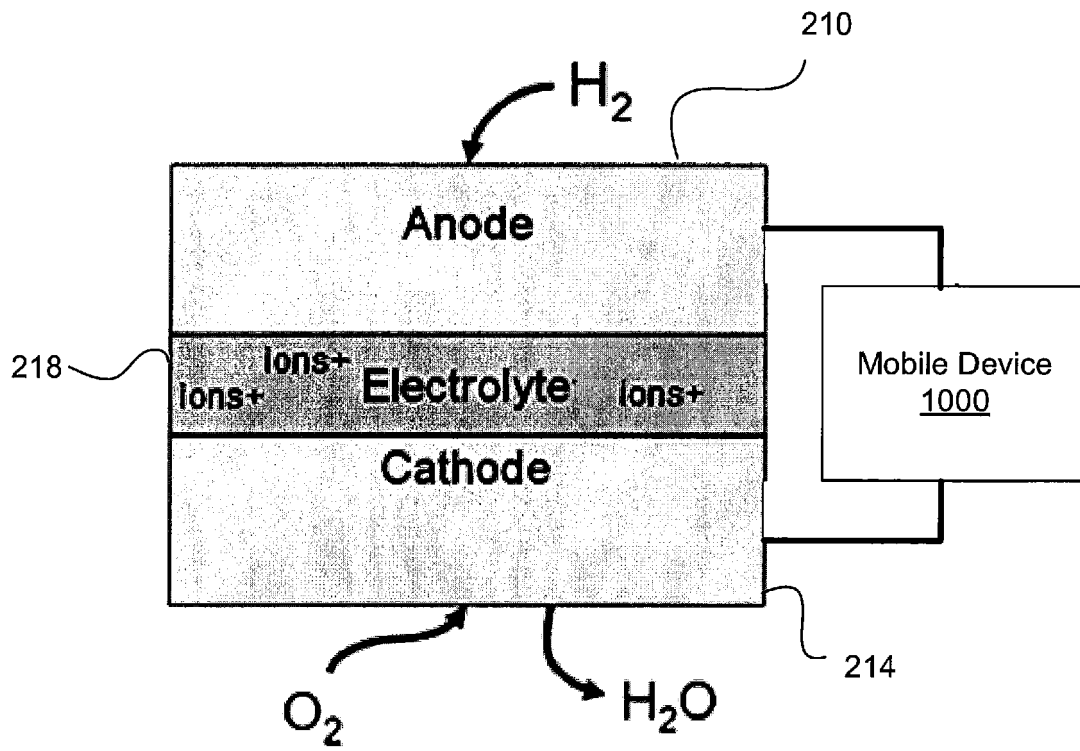 210
H₂
Anode
218
Ions+
Ions+
Electrolyte
Ions+
Mobile Device
1000
Cathode
214
O₂
H₂O